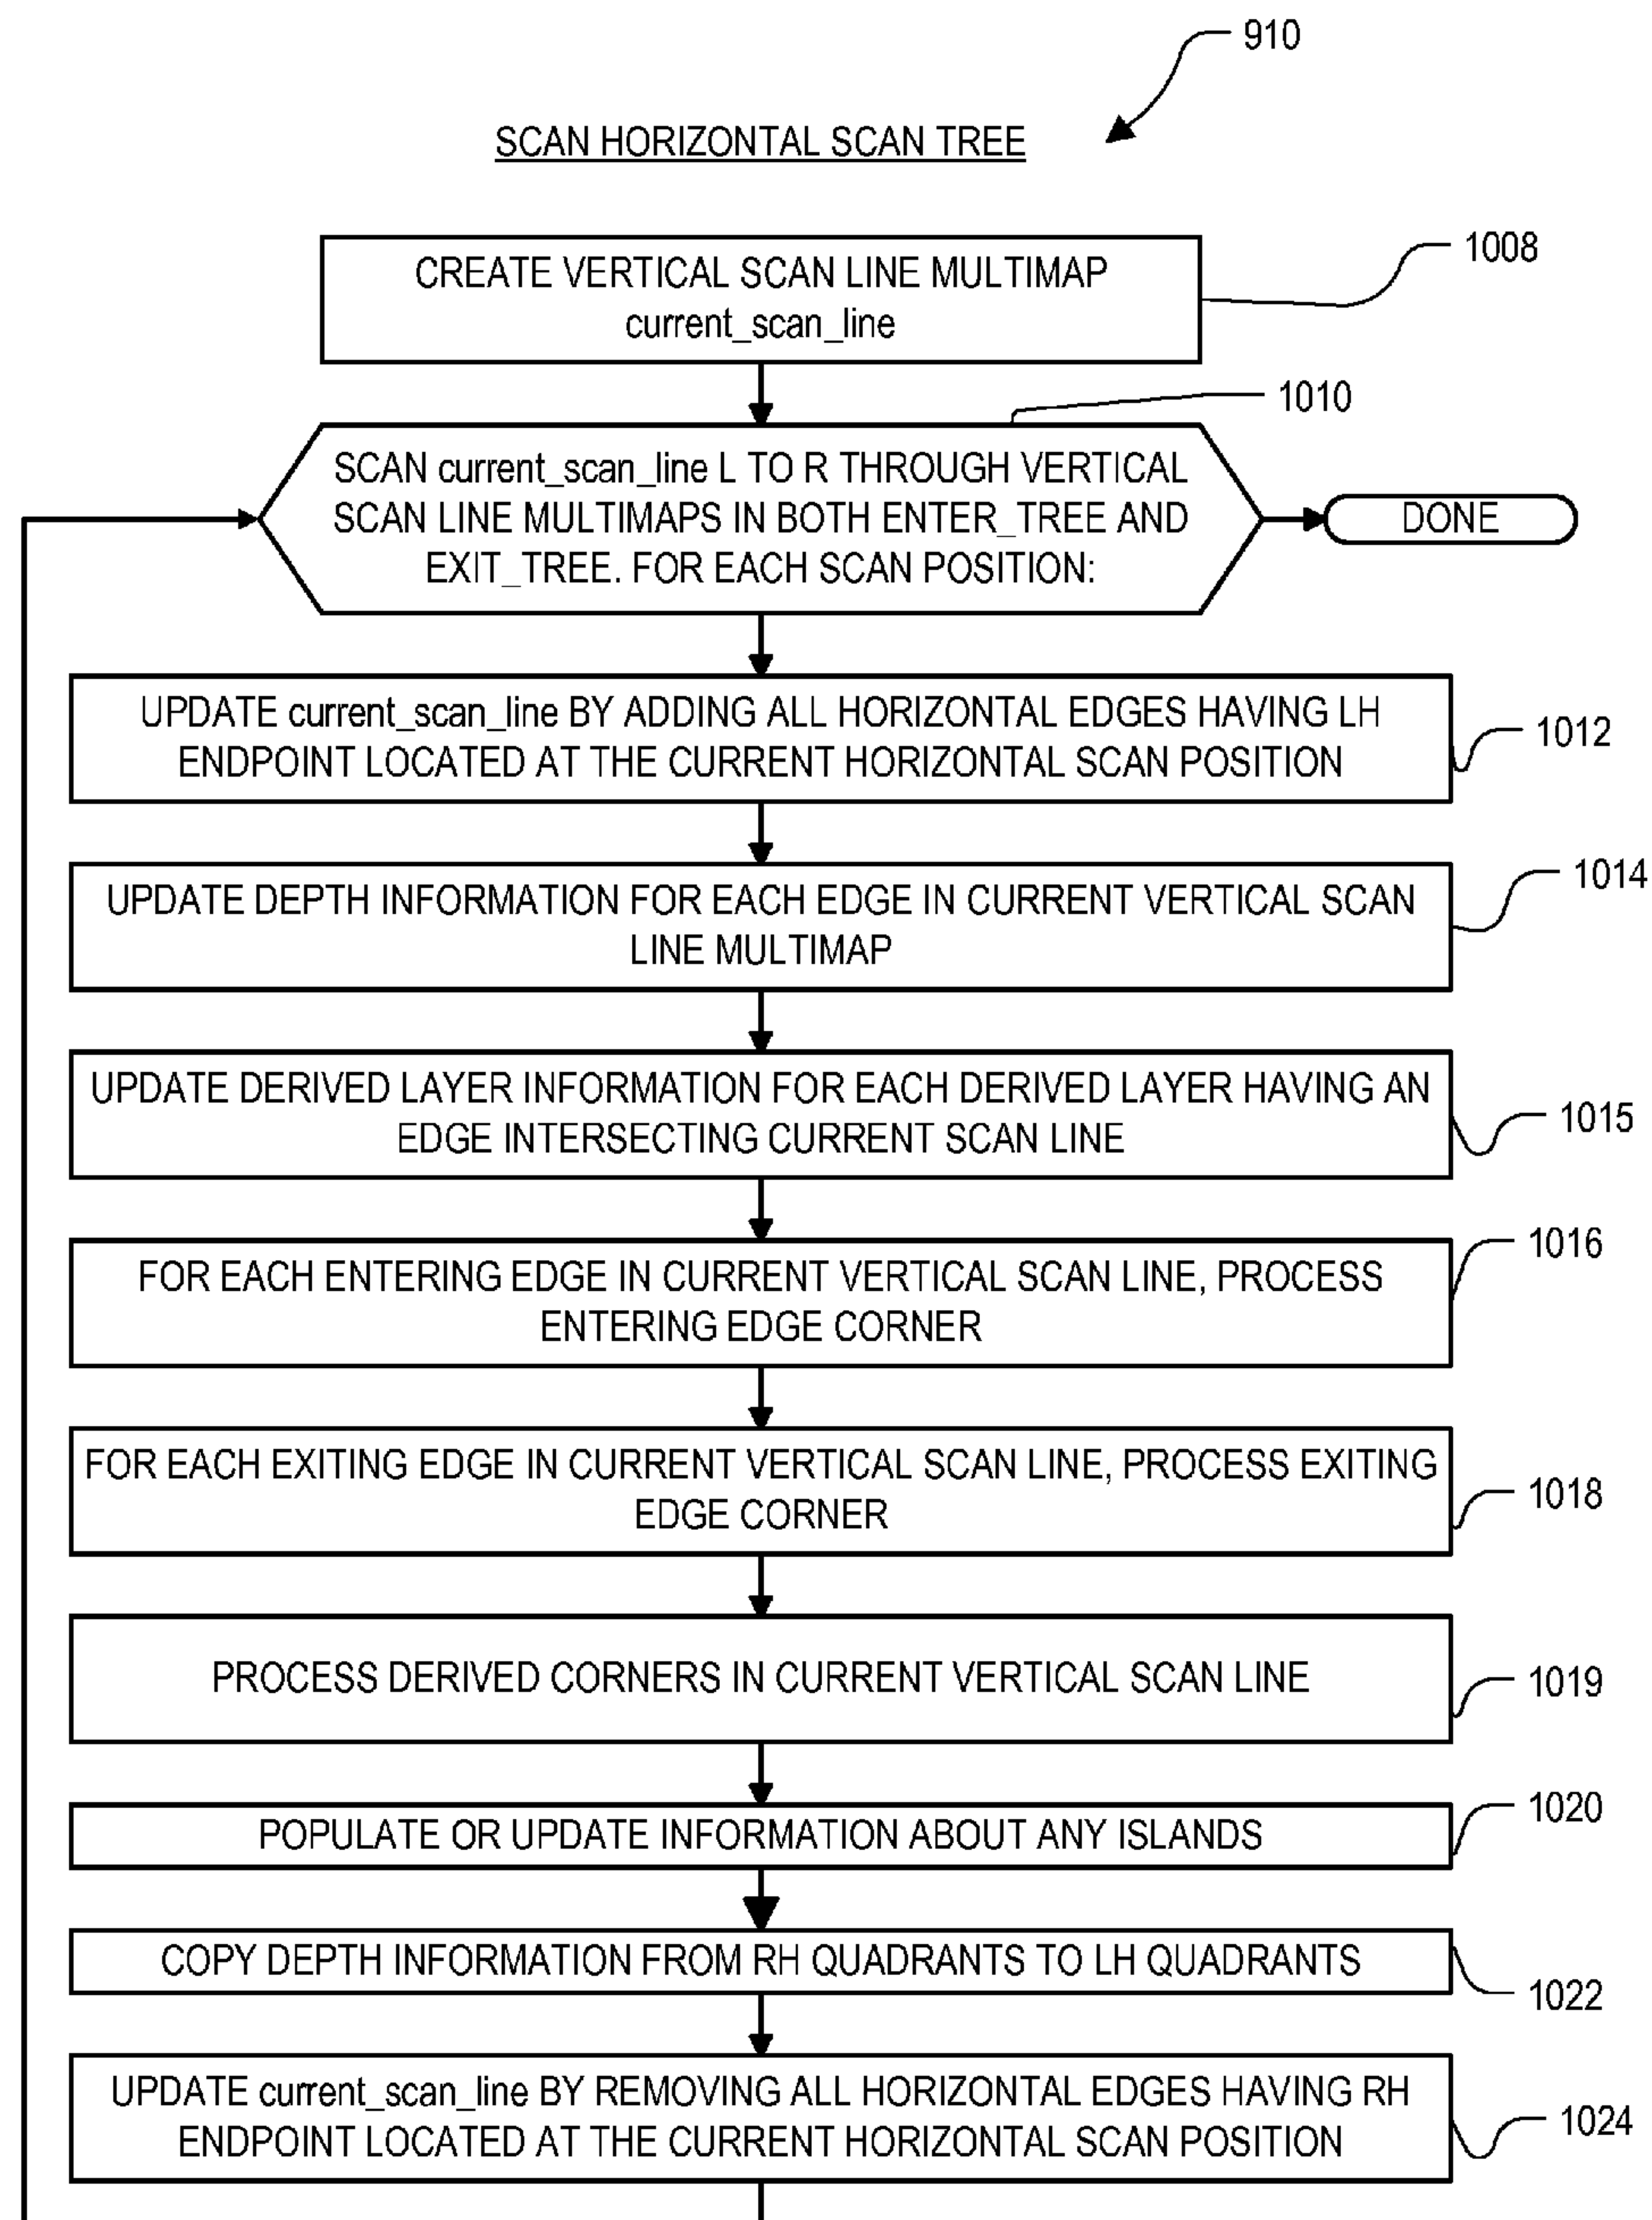 910
SCAN HORIZONTAL SCAN TREE
CREATE VERTICAL SCAN LINE MULTIMAP
current_scan_line
1008
1010
SCAN current_scan_line L TO R THROUGH VERTICAL
SCAN LINE MULTIMAPS IN BOTH ENTER_TREE AND
EXIT_TREE. FOR EACH SCAN POSITION:
DONE
UPDATE current_scan_line BY ADDING ALL HORIZONTAL EDGES HAVING LH
ENDPOINT LOCATED AT THE CURRENT HORIZONTAL SCAN POSITION
1012
UPDATE DEPTH INFORMATION FOR EACH EDGE IN CURRENT VERTICAL SCAN
LINE MULTIMAP
1014
UPDATE DERIVED LAYER INFORMATION FOR EACH DERIVED LAYER HAVING AN
EDGE INTERSECTING CURRENT SCAN LINE
1015
FOR EACH ENTERING EDGE IN CURRENT VERTICAL SCAN LINE, PROCESS
ENTERING EDGE CORNER
1016
FOR EACH EXITING EDGE IN CURRENT VERTICAL SCAN LINE, PROCESS EXITING
EDGE CORNER
1018
PROCESS DERIVED CORNERS IN CURRENT VERTICAL SCAN LINE
1019
POPULATE OR UPDATE INFORMATION ABOUT ANY ISLANDS
1020
COPY DEPTH INFORMATION FROM RH QUADRANTS TO LH QUADRANTS
1022
UPDATE current_scan_line BY REMOVING ALL HORIZONTAL EDGES HAVING RH
ENDPOINT LOCATED AT THE CURRENT HORIZONTAL SCAN POSITION
1024